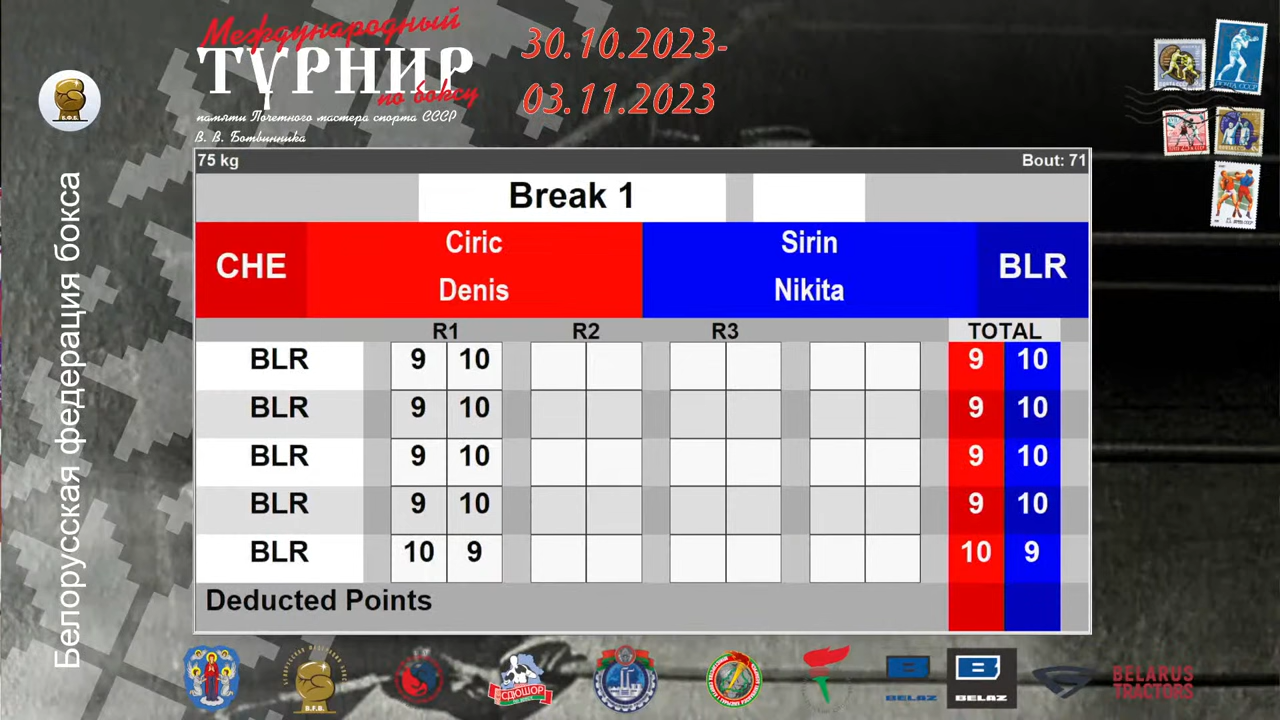 Международный
ТУРНИР
по боксу
памяти Почетного мастера спорта СССР
В. В. Ботвинника
30.10.2023-
03.11.2023
Белорусская федерация бокса
75 kg Bout: 71
Break 1
CHE Ciric Denis Sirin Nikita BLR
R1 R2 R3 TOTAL
BLR 9 10 9 10
BLR 9 10 9 10
BLR 9 10 9 10
BLR 9 10 9 10
BLR 10 9 10 9
Deducted Points
СДЮШОР
BELAZ
BELAZ
BELARUS
TRACTORS